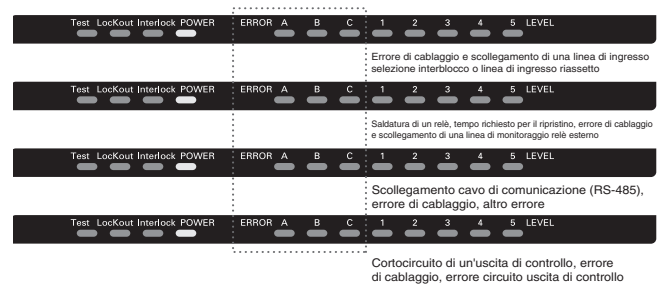 Test LocKout Interlock POWER ERROR A B C 1 2 3 4 5 LEVEL
Errore di cablaggio e scollegamento di una linea di ingresso
selezione interblocco o linea di ingresso riassetto
Test LocKout Interlock POWER ERROR A B C 1 2 3 4 5 LEVEL
Saldatura di un relè, tempo richiesto per il ripristino, errore di cablaggio
e scollegamento di una linea di monitoraggio relè esterno
Test LocKout Interlock POWER ERROR A B C 1 2 3 4 5 LEVEL
Scollegamento cavo di comunicazione (RS-485),
errore di cablaggio, altro errore
Test LocKout Interlock POWER ERROR A B C 1 2 3 4 5 LEVEL
Cortocircuito di un'uscita di controllo, errore
di cablaggio, errore circuito uscita di controllo